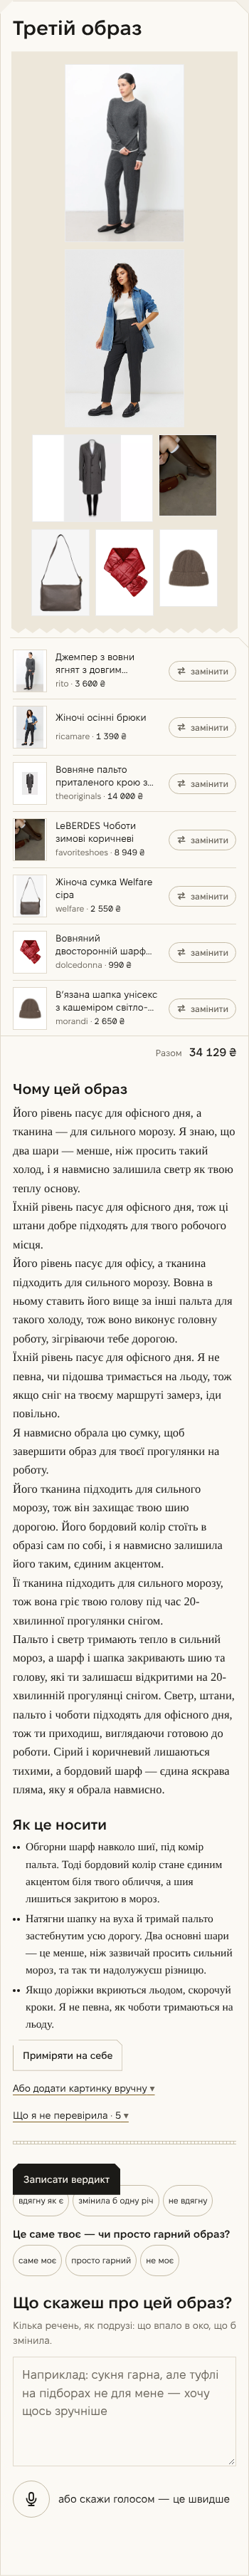 Третій образ
Джемпер з вовни
ягнят з довгим...
rito · 3 600 ₴
замінити
Жіночі осінні брюки
ricamare · 1 390 ₴
замінити
Вовняне пальто
приталеного крою з...
theoriginals · 14 000 ₴
замінити
LeBERDES Чоботи
зимові коричневі
favoriteshoes · 8 949 ₴
замінити
Жіноча сумка Welfare
сіра
welfare · 2 550 ₴
замінити
Вовняний
двосторонній шарф...
dolcedonna · 990 ₴
замінити
В'язана шапка унісекс
з кашеміром світло-...
morandi · 2 650 ₴
замінити
Разом 34 129 ₴
Чому цей образ
Його рівень пасує для офісного дня, а
тканина — для сильного морозу. Я знаю, що
два шари — менше, ніж просить такий
холод, і я навмисно залишила светр як твою
теплу основу.
Їхній рівень пасує для офісного дня, тож ці
штани добре підходять для твого робочого
місця.
Його рівень пасує для офісу, а тканина
підходить для сильного морозу. Вовна в
ньому ставить його вище за інші пальта для
такого холоду, тож воно виконує головну
роботу, зігріваючи тебе дорогою.
Їхній рівень пасує для офісного дня. Я не
певна, чи підошва тримається на льоду, тож
якщо сніг на твоєму маршруті замерз, іди
повільно.
Я навмисно обрала цю сумку, щоб
завершити образ для твоєї прогулянки на
роботу.
Його тканина підходить для сильного
морозу, тож він захищає твою шию
дорогою. Його бордовий колір стоїть в
образі сам по собі, і я навмисно залишила
його таким, єдиним акцентом.
Її тканина підходить для сильного морозу,
тож вона гріє твою голову під час 20-
хвилинної прогулянки снігом.
Пальто і светр тримають тепло в сильний
мороз, а шарф і шапка закривають шию та
голову, які ти залишаєш відкритими на 20-
хвилинній прогулянці снігом. Светр, штани,
пальто і чоботи підходять для офісного дня,
тож ти приходиш, виглядаючи готовою до
роботи. Сірий і коричневий лишаються
тихими, а бордовий шарф — єдина яскрава
пляма, яку я обрала навмисно.
Як це носити
Обгорни шарф навколо шиї, під комір
пальта. Тоді бордовий колір стане єдиним
акцентом біля твого обличчя, а шия
лишиться закритою в мороз.
Натягни шапку на вуха й тримай пальто
застебнутим усю дорогу. Два основні шари
— це менше, ніж зазвичай просить сильний
мороз, та так ти надолужуєш різницю.
Якщо доріжки вкриються льодом, скорочуй
кроки. Я не певна, як чоботи тримаються на
льоду.
Приміряти на себе
Або додати картинку вручну ▾
Що я не перевірила · 5 ▾
Записати вердикт
вдягну як є
змінила б одну річ
не вдягну
Це саме твоє — чи просто гарний образ?
саме моє
просто гарний
не моє
Що скажеш про цей образ?
Кілька речень, як подрузі: що впало в око, що б
змінила.
Наприклад: сукня гарна, але туфлі
на підборах не для мене — хочу
щось зручніше
або скажи голосом — це швидше